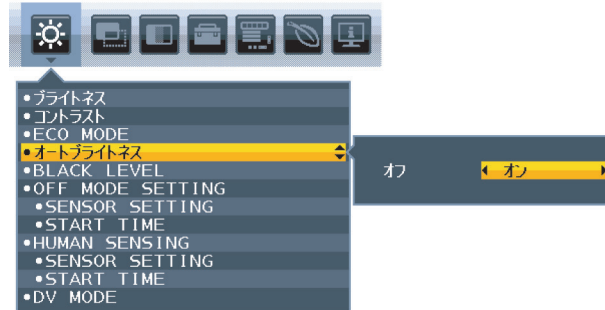 •ブライトネス
•コントラスト
•ECO MODE
•オートブライトネス
オフ オン
•BLACK LEVEL
•OFF MODE SETTING
•SENSOR SETTING
•START TIME
•HUMAN SENSING
•SENSOR SETTING
•START TIME
•DV MODE